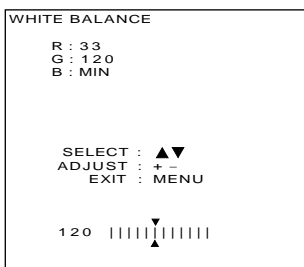 WHITE BALANCE
R : 33
G : 120
B : MIN
SELECT : ▲▼
ADJUST : + −
EXIT : MENU
120